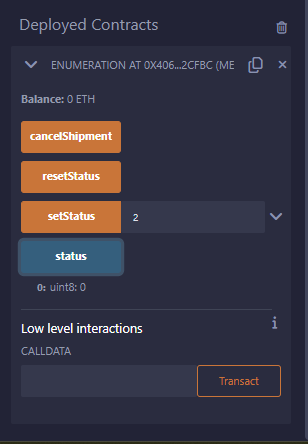 Deployed Contracts
ENUMERATION AT 0X406...2CFBC (ME
Balance: 0 ETH
cancelShipment
resetStatus
setStatus 2
status
0: uint8: 0
Low level interactions
CALLDATA
Transact